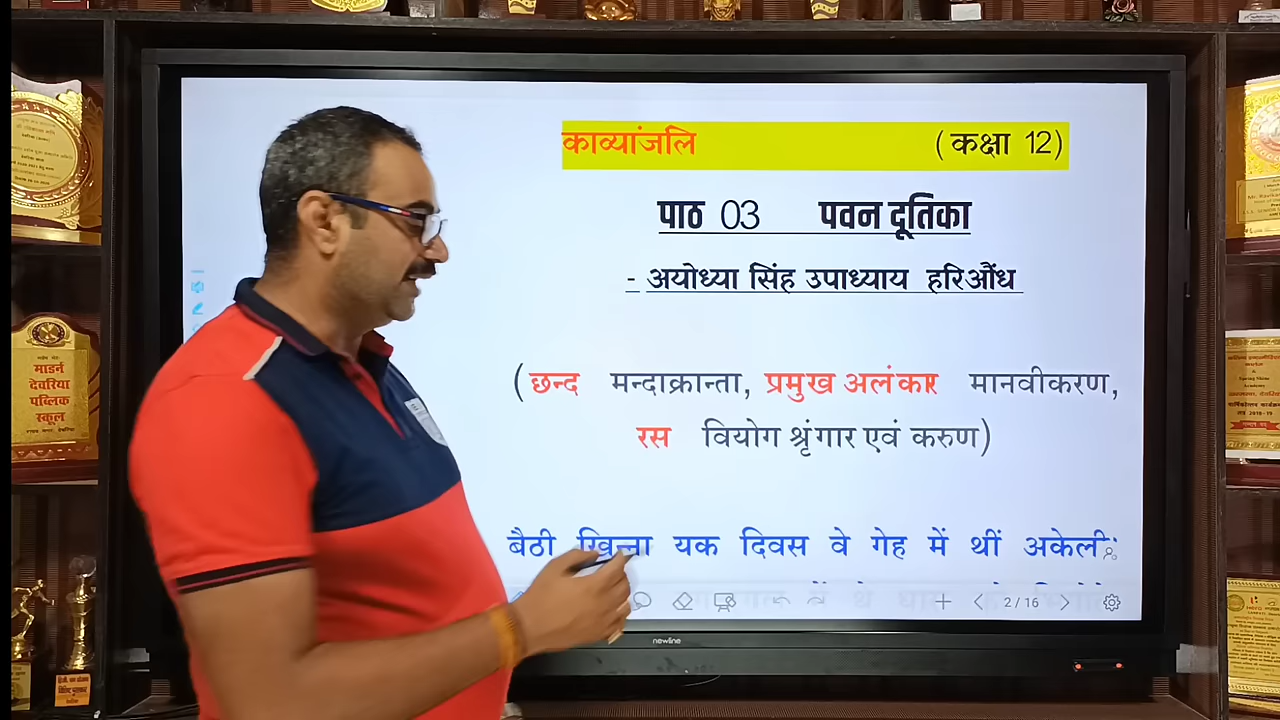 काव्यांजलि (कक्षा 12)
पाठ 03 पवन दूतिका
- अयोध्या सिंह उपाध्याय हरिऔंध
(छन्द मन्दाक्रान्ता, प्रमुख अलंकार मानवीकरण,
रस वियोग श्रृंगार एवं करुण)
बैठी खिन्ना यक दिवस वे गेह में थीं अकेली
2/16
newline
माडर्न
देवरिया
पब्लिक
स्कूल